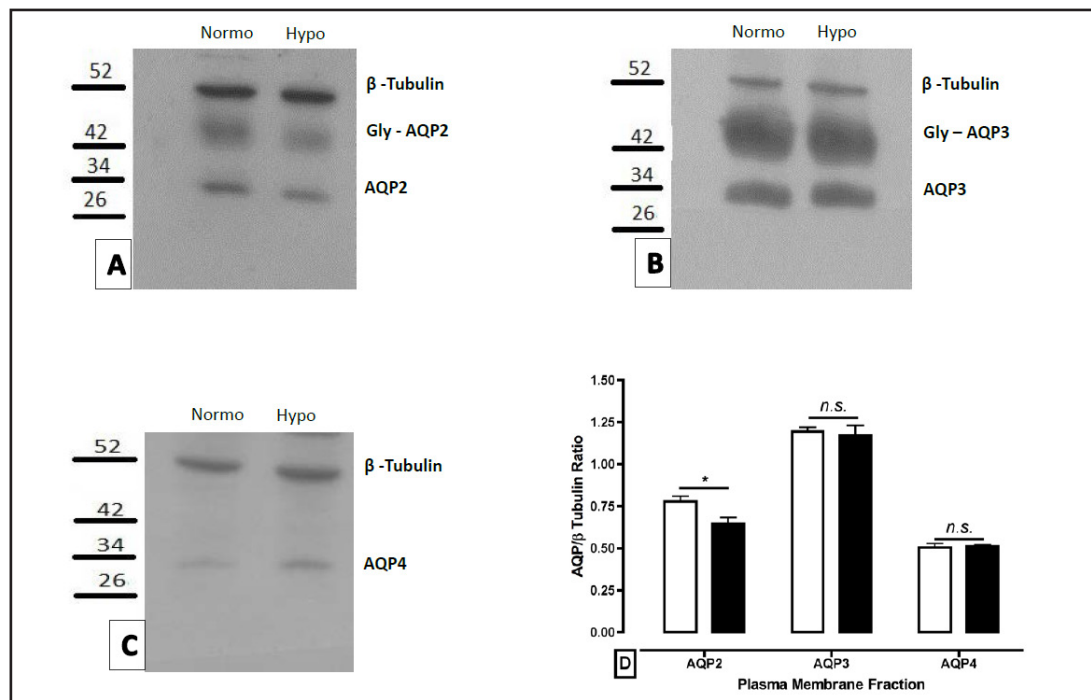 Normo Hypo
52
β -Tubulin
Gly - AQP2
42
34
AQP2
26
A
Normo Hypo
52
β -Tubulin
Gly – AQP3
42
34
AQP3
26
B
Normo Hypo
52
β -Tubulin
42
34
AQP4
26
C
AQP/β Tubulin Ratio
1.50
1.25
1.00
0.75
0.50
0.25
0.00
*
n.s.
n.s.
D
AQP2 AQP3 AQP4
Plasma Membrane Fraction